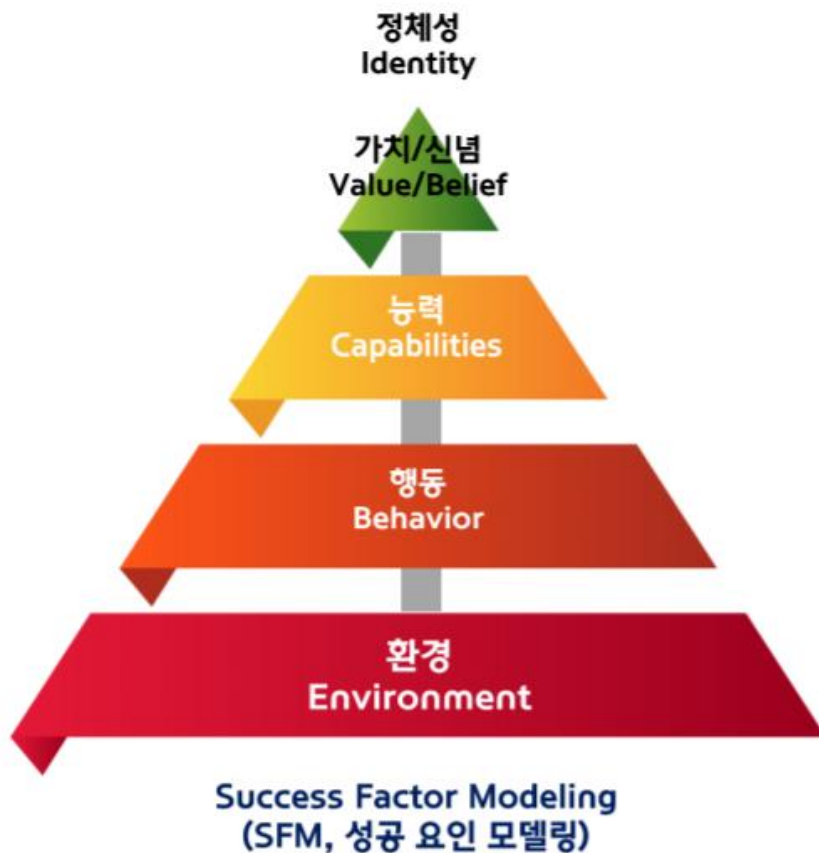 정체성
Identity
가치/신념
Value/Belief
능력
Capabilities
행동
Behavior
환경
Environment
Success Factor Modeling
(SFM, 성공 요인 모델링)